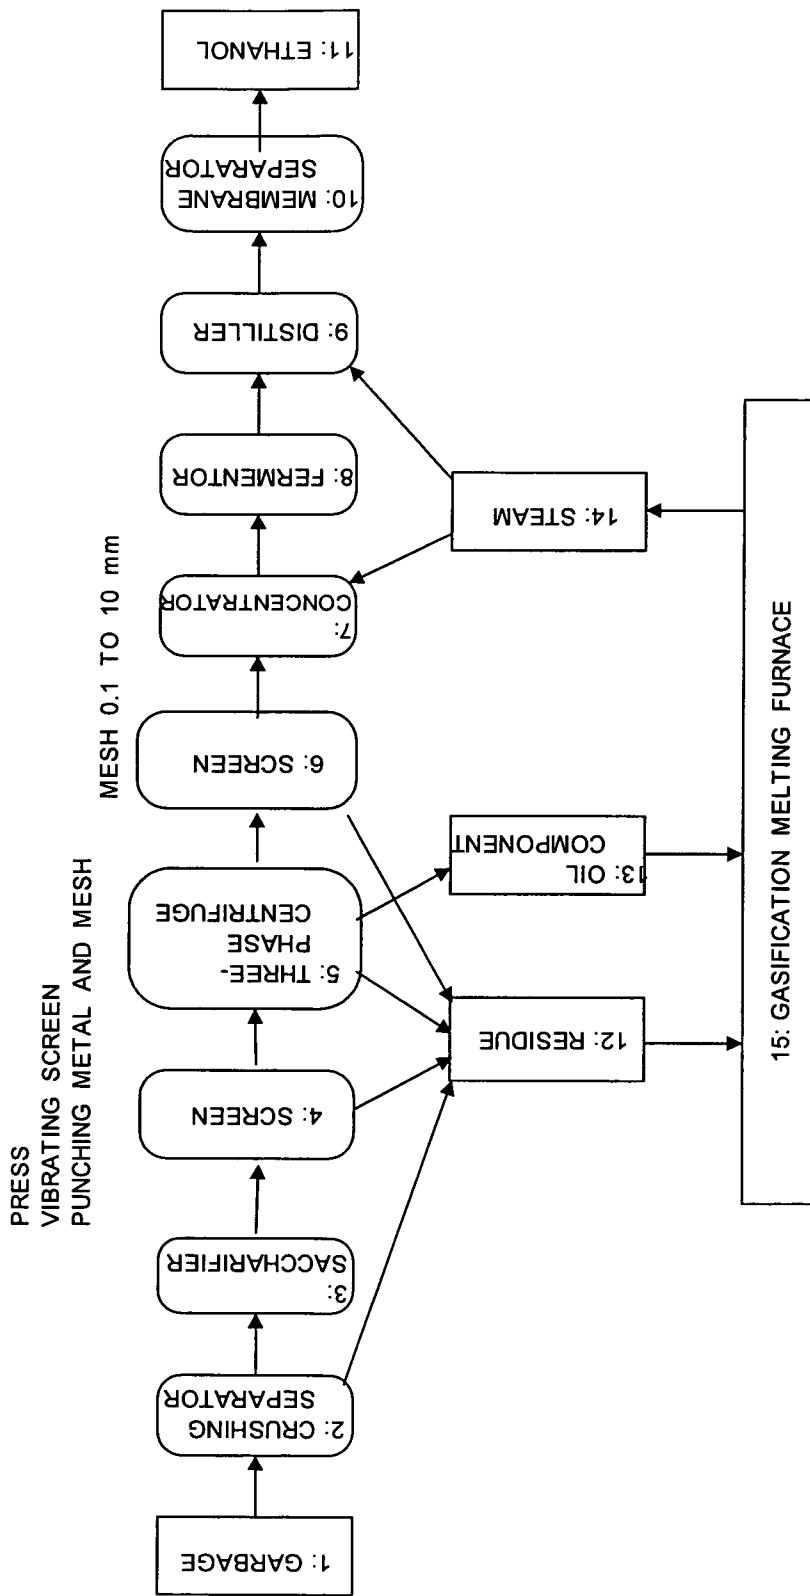 PRESS
VIBRATING SCREEN
PUNCHING METAL AND MESH
MESH 0.1 TO 10 mm
1: GARBAGE
2: CRUSHING
SEPARATOR
3:
SACCHARIFIER
4: SCREEN
5: THREE-
PHASE
CENTRIFUGE
6: SCREEN
7:
CONCENTRATOR
8: FERMENTOR
9: DISTILLER
10: MEMBRANE
SEPARATOR
11: ETHANOL
12: RESIDUE
13: OIL
COMPONENT
14: STEAM
15: GASIFICATION MELTING FURNACE